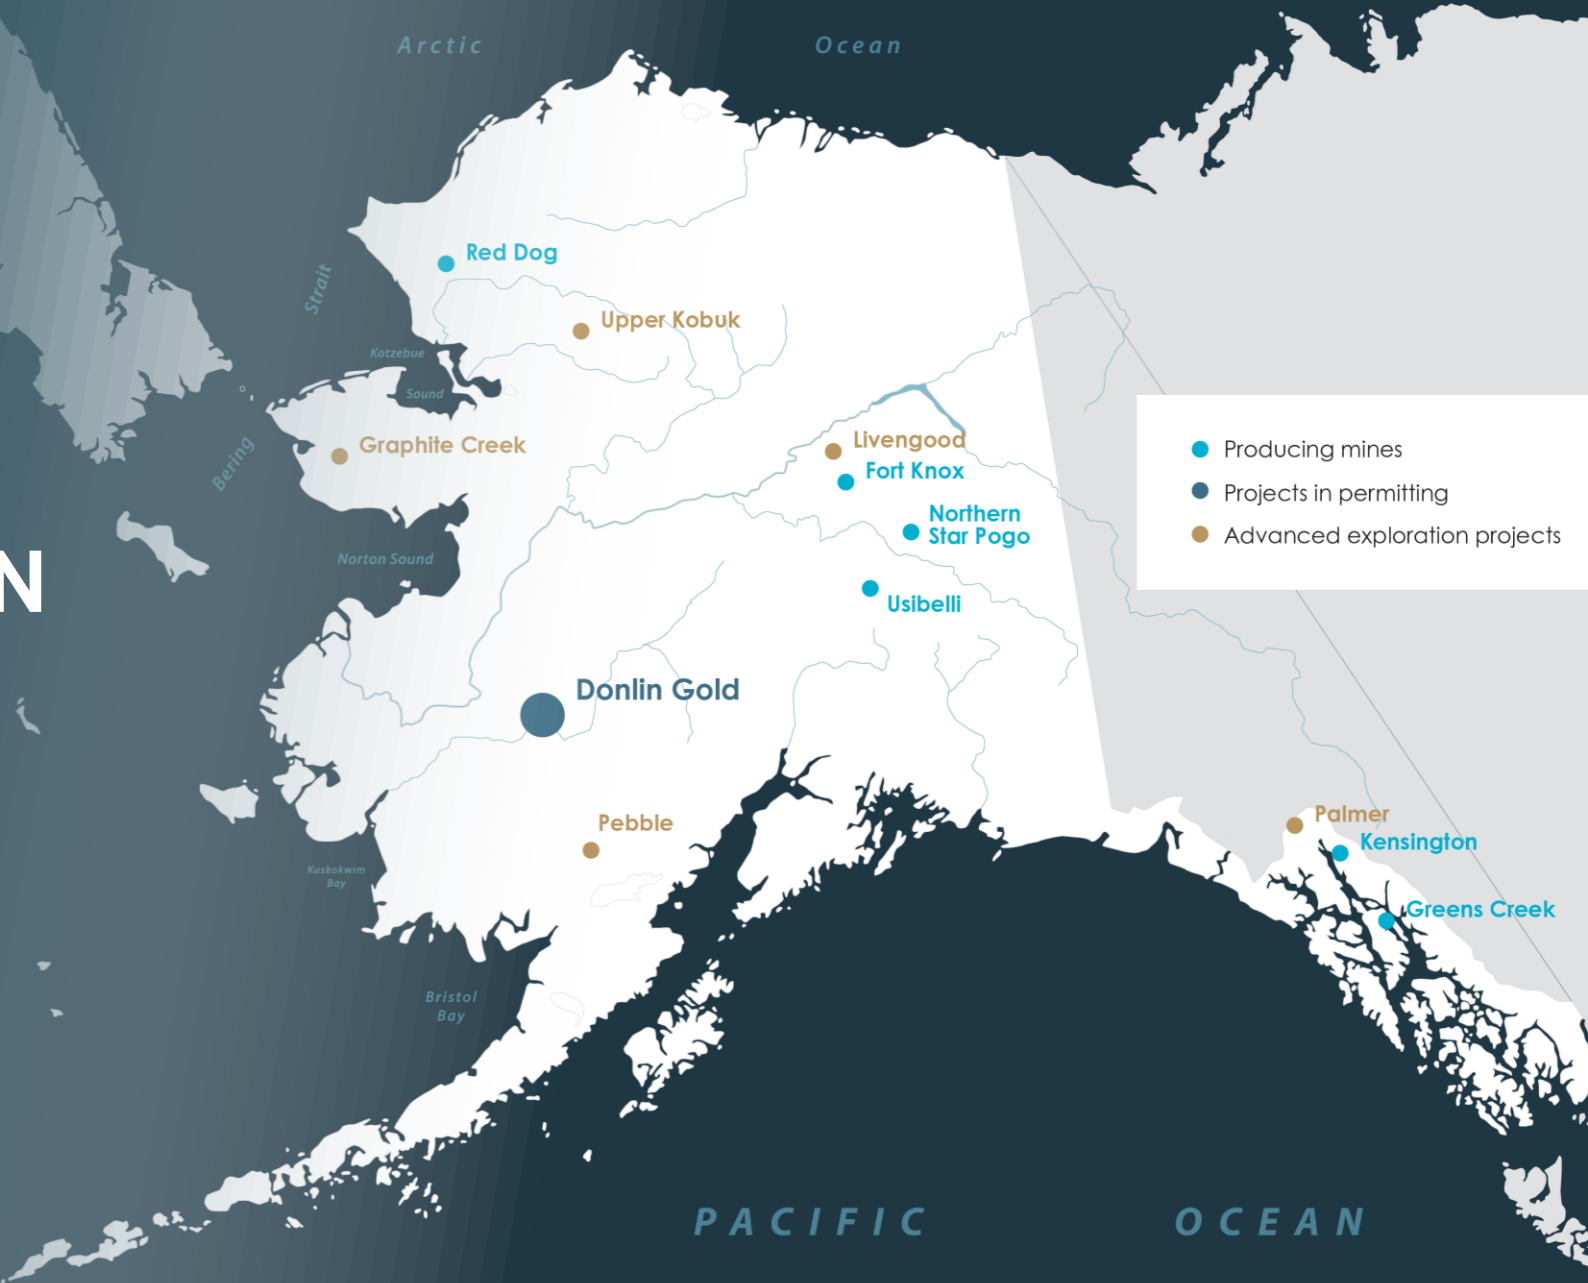 Arctic Ocean
Red Dog
Strait
Upper Kobuk
Kotzebue
Sound
Graphite Creek
Bering
Livengood
Fort Knox
Northern
Star Pogo
Producing mines
Projects in permitting
Advanced exploration projects
Norton Sound
N
Usibelli
Donlin Gold
Pebble
Palmer
Kensington
Kuskokwim
Bay
Greens Creek
Bristol
Bay
PACIFIC OCEAN